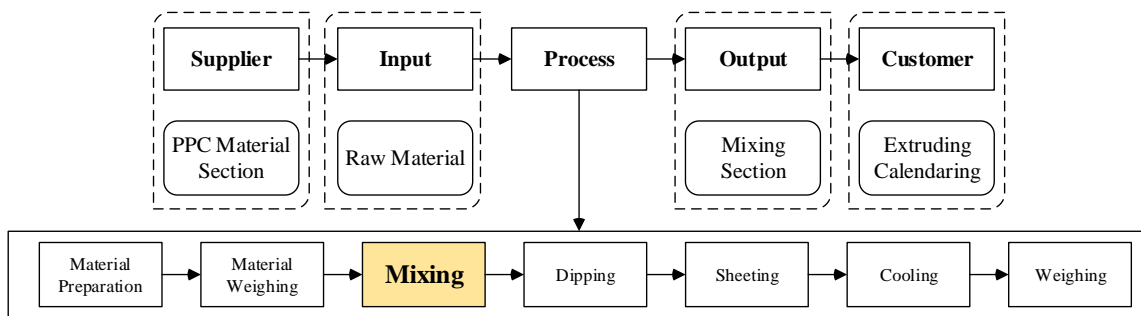 Supplier
Input
Process
Output
Customer
PPC Material
Section
Raw Material
Mixing
Section
Extruding
Calendaring
Material
Preparation
Material
Weighing
Mixing
Dipping
Sheeting
Cooling
Weighing